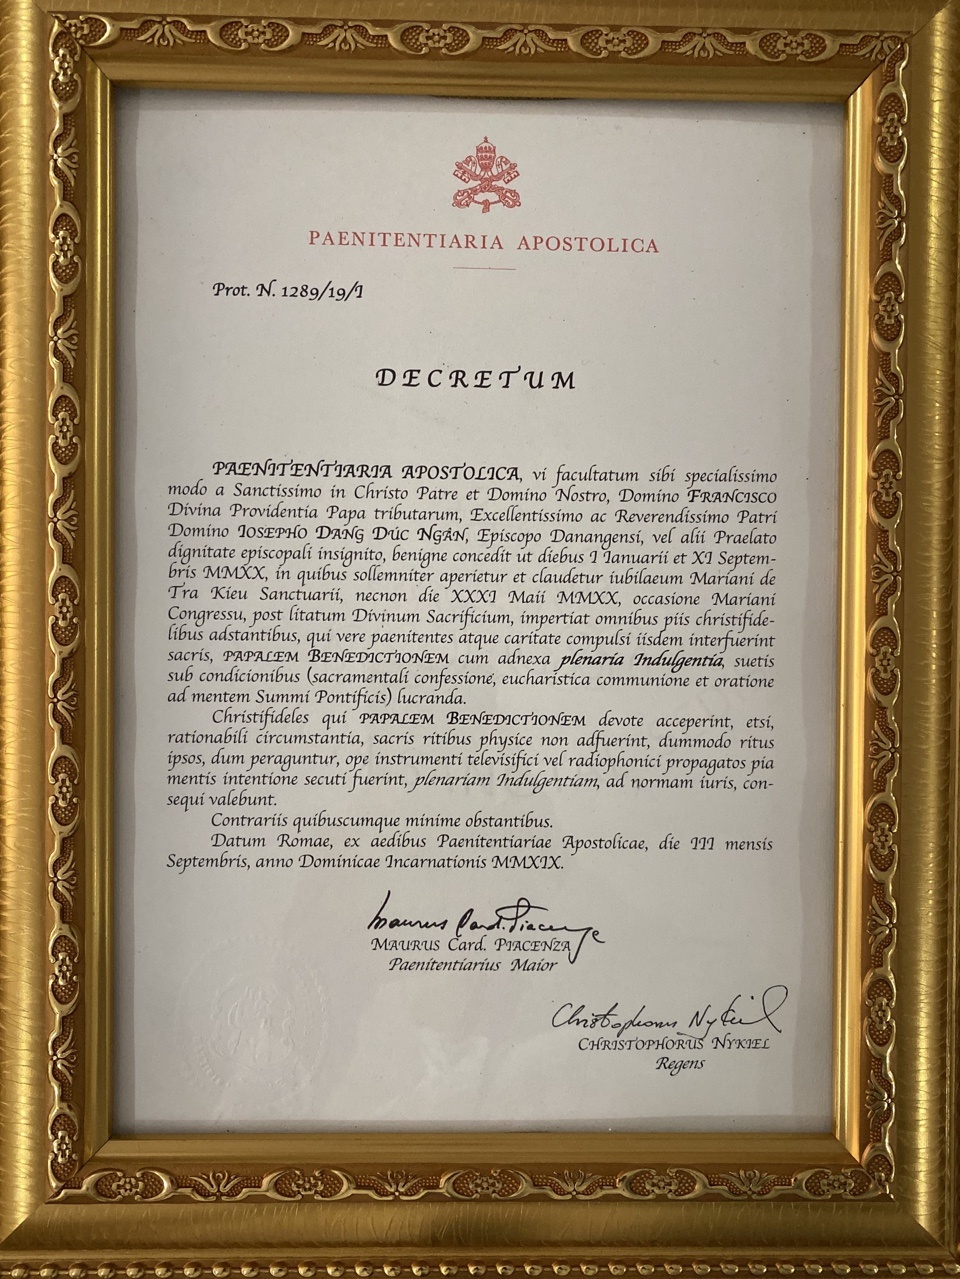 PAENITENTIARIA APOSTOLICA
Prot. N. 1289/19/I
DECRETUM
PAENITENTIARIA APOSTOLICA, vi facultatum sibi specialissimo
modo a Sanctissimo in Christo Patre et Domino Nostro, Domino FRANCISCO
Divina Providentia Papa tributarum, Excellentissimo ac Reverendissimo Patri
Domino IOSEPHO DANG DÚC NGÂN, Episcopo Danangensi, vel alii Praelato
dignitate episcopali insignito, benigne concedit ut diebus I Ianuarii et XI Septem-
bris MMXX, in quibus sollemniter aperietur et claudetur iubilaeum Mariani de
Tra Kieu Sanctuarii, necnon die XXXI Maii MMXX, occasione Mariani
Congressu, post litatum Divinum Sacrificium, impertiat omnibus piis christifide-
libus adstantibus, qui vere paenitentes atque caritate compulsi iisdem interfuerint
sacris, PAPALEM BENEDICTIONEM cum adnexa plenaria Indulgentia, suetis
sub condicionibus (sacramentali confessione, eucharistica communione et oratione
ad mentem Summi Pontificis) lucranda.
Christifideles qui PAPALEM BENEDICTIONEM devote acceperint, etsi,
rationabili circumstantia, sacris ritibus physice non adfuerint, dummodo ritus
ipsos, dum peraguntur, ope instrumenti televisifici vel radiophonici propagatos pia
mentis intentione secuti fuerint, plenariam Indulgentiam, ad normam iuris, con-
sequi valebunt.
Contrariis quibuscumque minime obstantibus.
Datum Romae, ex aedibus Paenitentiariae Apostolicae, die III mensis
Septembris, anno Dominicae Incarnationis MMXIX.
Maurus Card. Piacenza
MAURUS Card. PIACENZA
Paenitentiarius Maior
Christophorus Nykiel
CHRISTOPHORUS NYKIEL
Regens